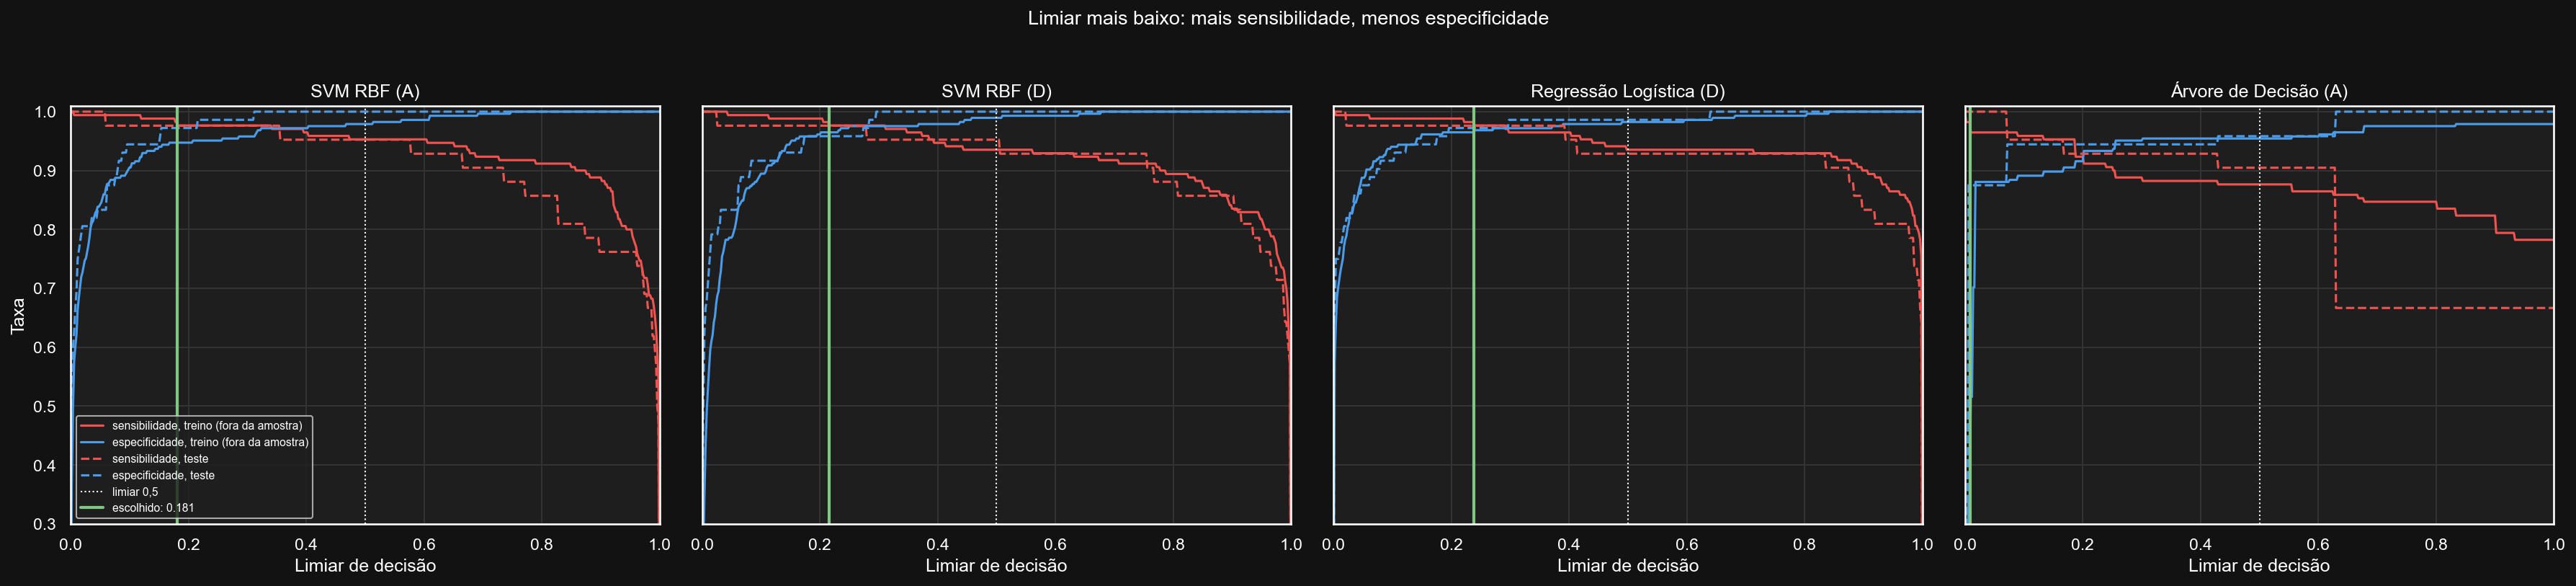 Limiar mais baixo: mais sensibilidade, menos especificidade
SVM RBF (A)
SVM RBF (D)
Regressão Logística (D)
Árvore de Decisão (A)
Taxa
1.0
0.9
0.8
0.7
0.6
0.5
0.4
0.3
sensibilidade, treino (fora da amostra)
especificidade, treino (fora da amostra)
sensibilidade, teste
especificidade, teste
limiar 0,5
escolhido: 0.181
0.0 0.2 0.4 0.6 0.8 1.0
0.0 0.2 0.4 0.6 0.8 1.0
0.0 0.2 0.4 0.6 0.8 1.0
0.0 0.2 0.4 0.6 0.8 1.0
Limiar de decisão
Limiar de decisão
Limiar de decisão
Limiar de decisão